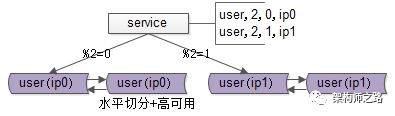 service
user, 2, 0, ip0
user, 2, 1, ip1
%2=0
%2=1
user(ip0)
user(ip0)
user(ip1)
user(ip1)
水平切分+高可用
架构师之路